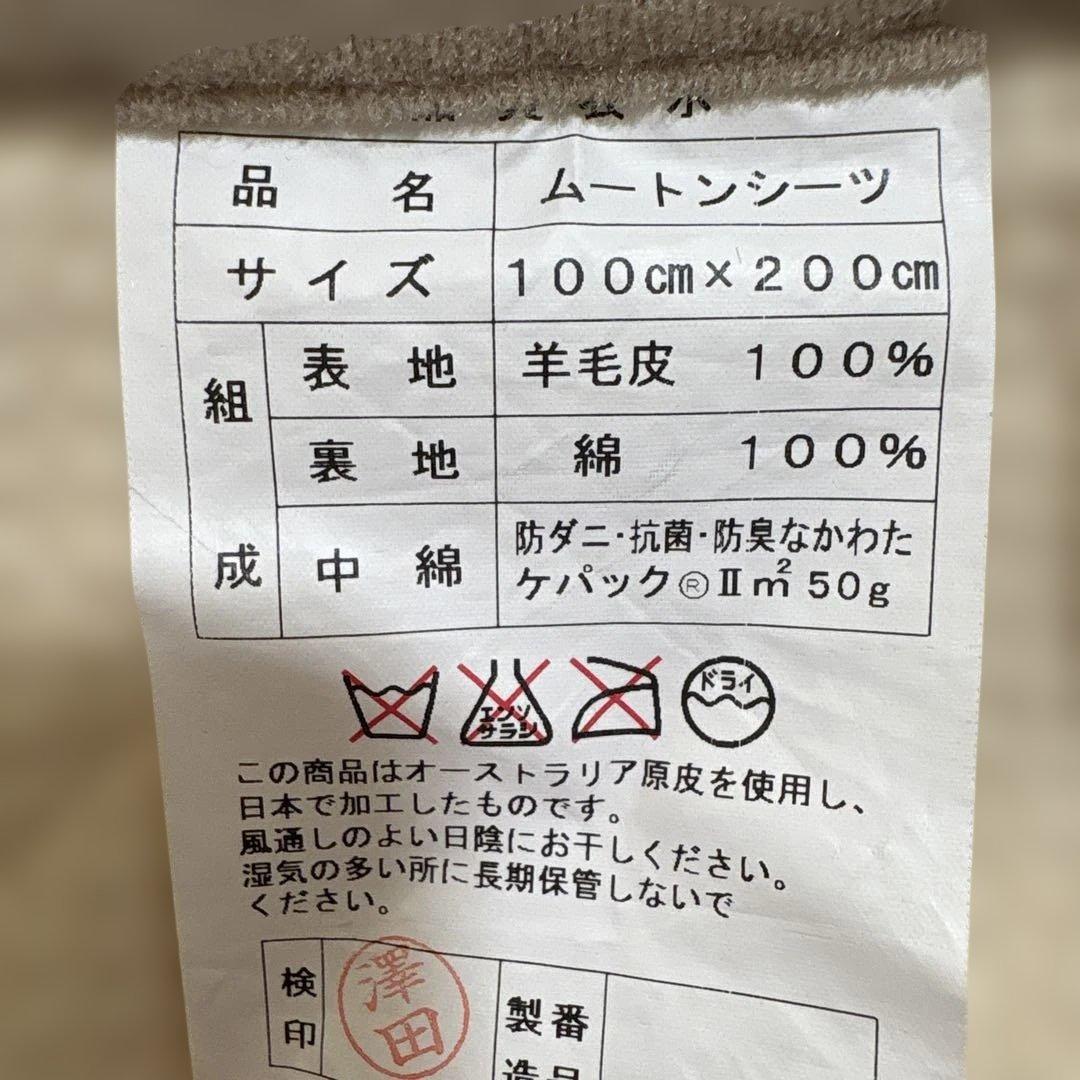 品名 ムートンシーツ
サイズ 100㎝×200㎝
組成 表地 羊毛皮 100%
裏地 綿 100%
中綿 防ダニ・抗菌・防臭なかわた
ケパック®Ⅱ㎡50g
エンソ
サラシ
ドライ
この商品はオーストラリア原皮を使用し、
日本で加工したものです。
風通しのよい日陰にお干しください。
湿気の多い所に長期保管しないで
ください。
検印 澤田 製番
造品